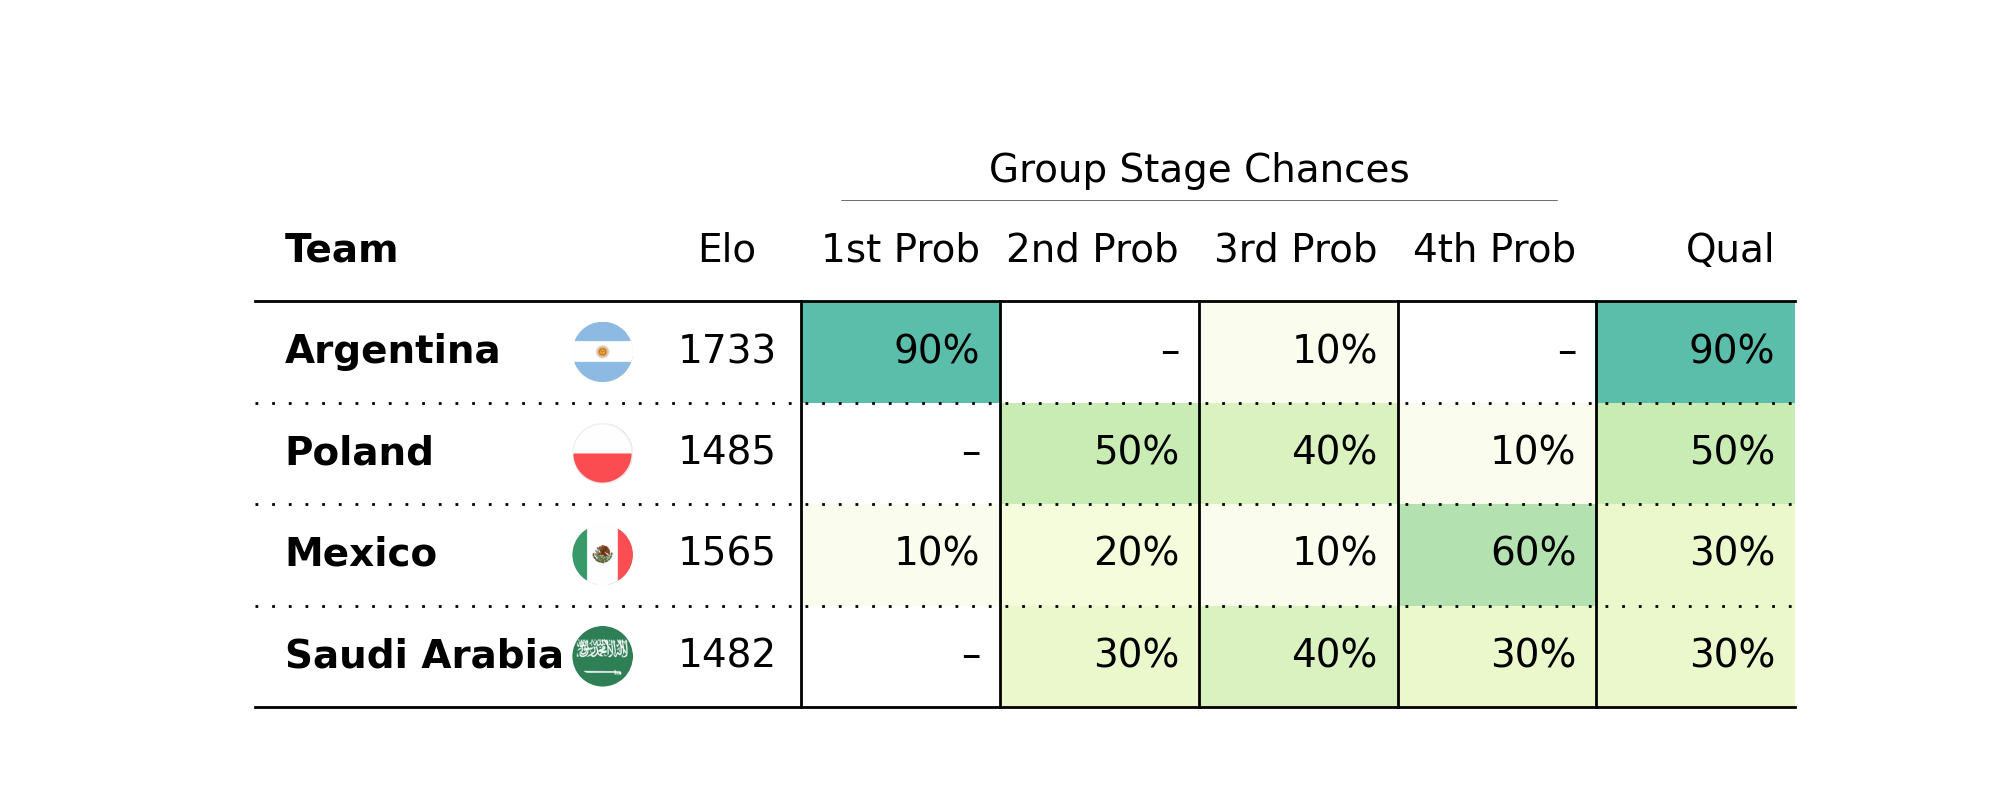 Group Stage Chances
Team Elo 1st Prob 2nd Prob 3rd Prob 4th Prob Qual
Argentina 1733 90% – 10% – 90%
Poland 1485 – 50% 40% 10% 50%
Mexico 1565 10% 20% 10% 60% 30%
Saudi Arabia 1482 – 30% 40% 30% 30%